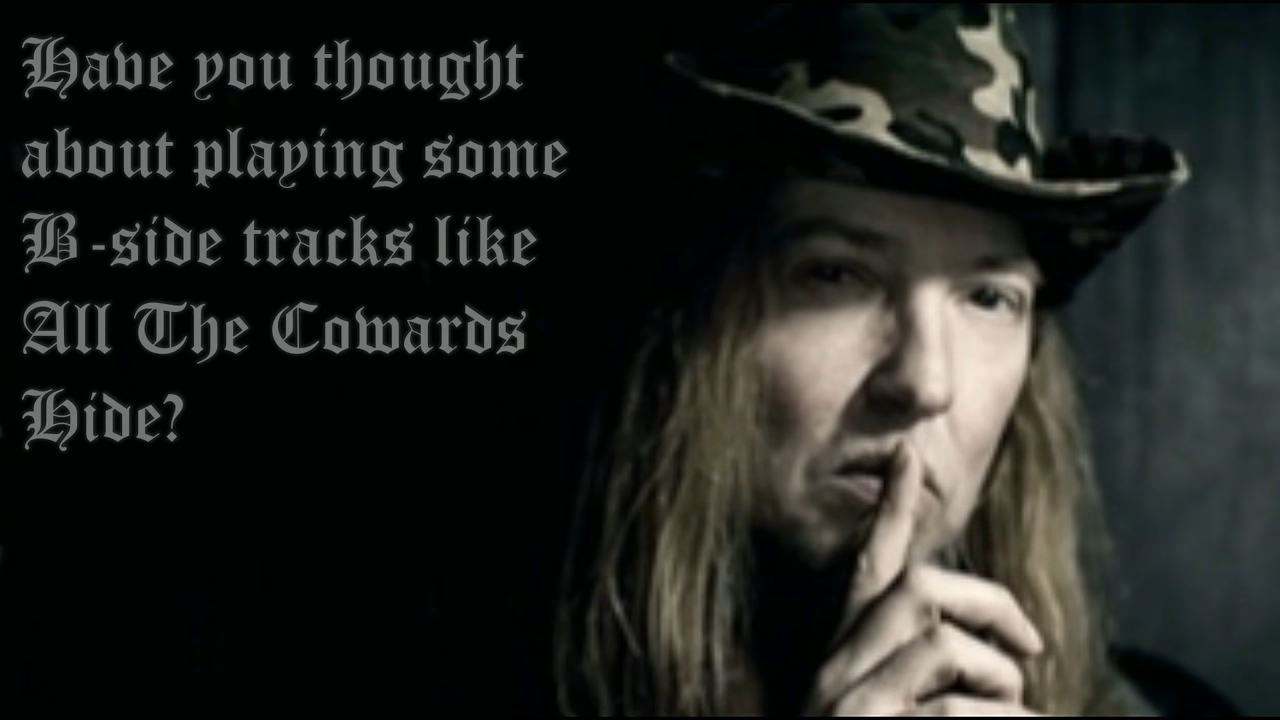 Have you thought
about playing some
B-side tracks like
All The Cowards
Hide?